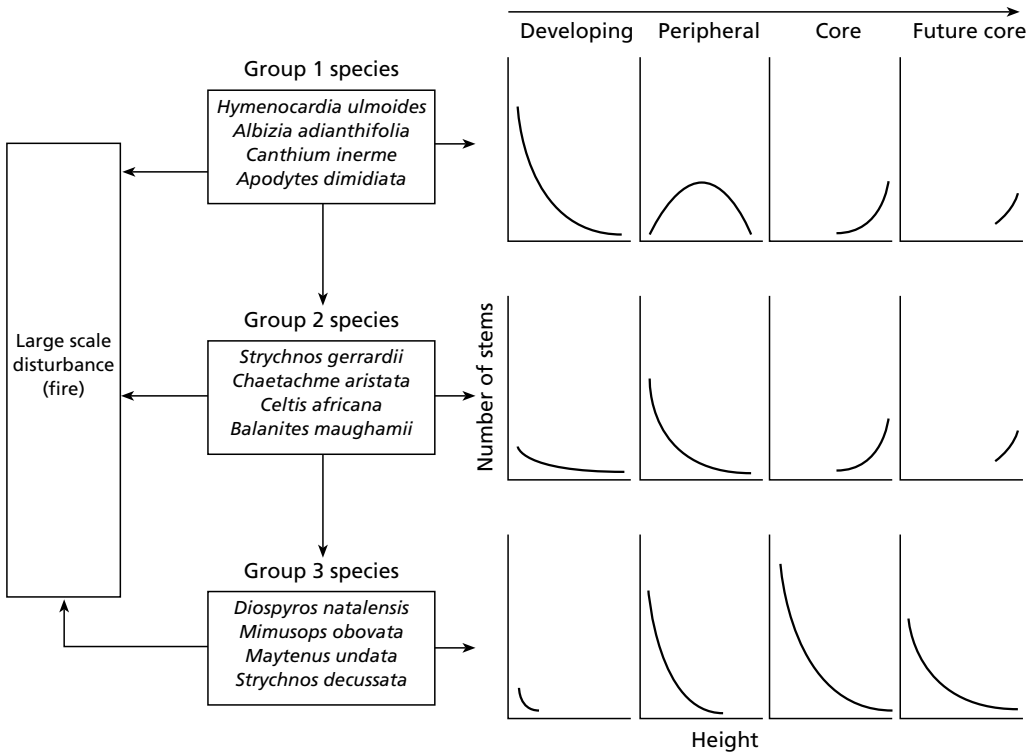 Developing
Peripheral
Core
Future core
Group 1 species
Hymenocardia ulmoides
Albizia adianthifolia
Canthium inerme
Apodytes dimidiata
Large scale
disturbance
(fire)
Group 2 species
Strychnos gerrardii
Chaetachme aristata
Celtis africana
Balanites maughamii
Number of stems
Group 3 species
Diospyros natalensis
Mimusops obovata
Maytenus undata
Strychnos decussata
Height